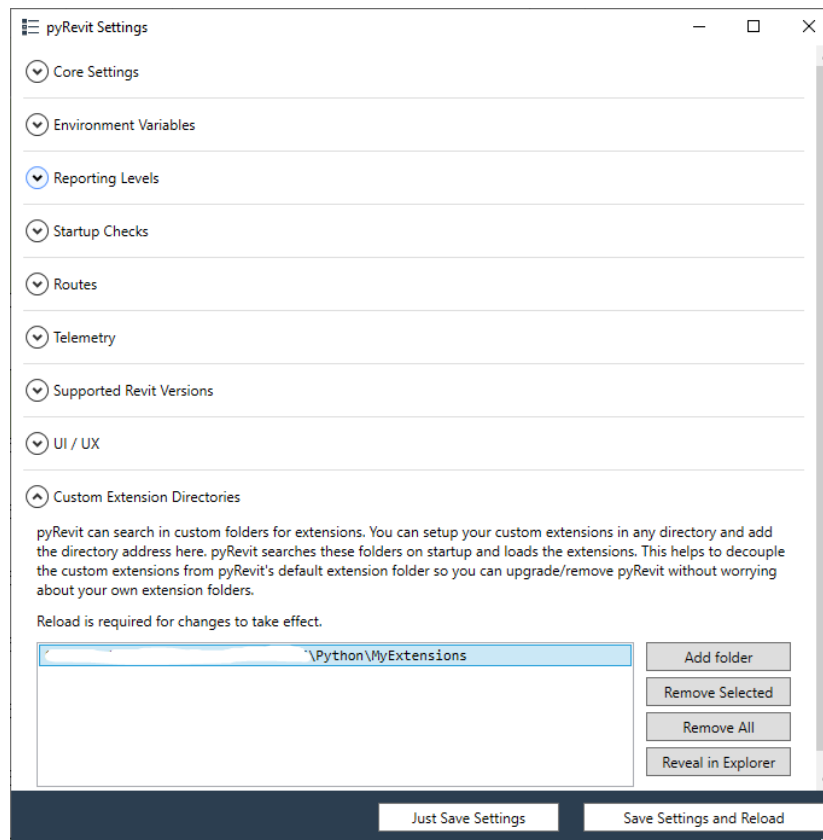 pyRevit Settings
Core Settings
Environment Variables
Reporting Levels
Startup Checks
Routes
Telemetry
Supported Revit Versions
UI / UX
Custom Extension Directories
pyRevit can search in custom folders for extensions. You can setup your custom extensions in any directory and add
the directory address here. pyRevit searches these folders on startup and loads the extensions. This helps to decouple
the custom extensions from pyRevit's default extension folder so you can upgrade/remove pyRevit without worrying
about your own extension folders.
Reload is required for changes to take effect.
\Python\MyExtensions
Add folder
Remove Selected
Remove All
Reveal in Explorer
Just Save Settings
Save Settings and Reload